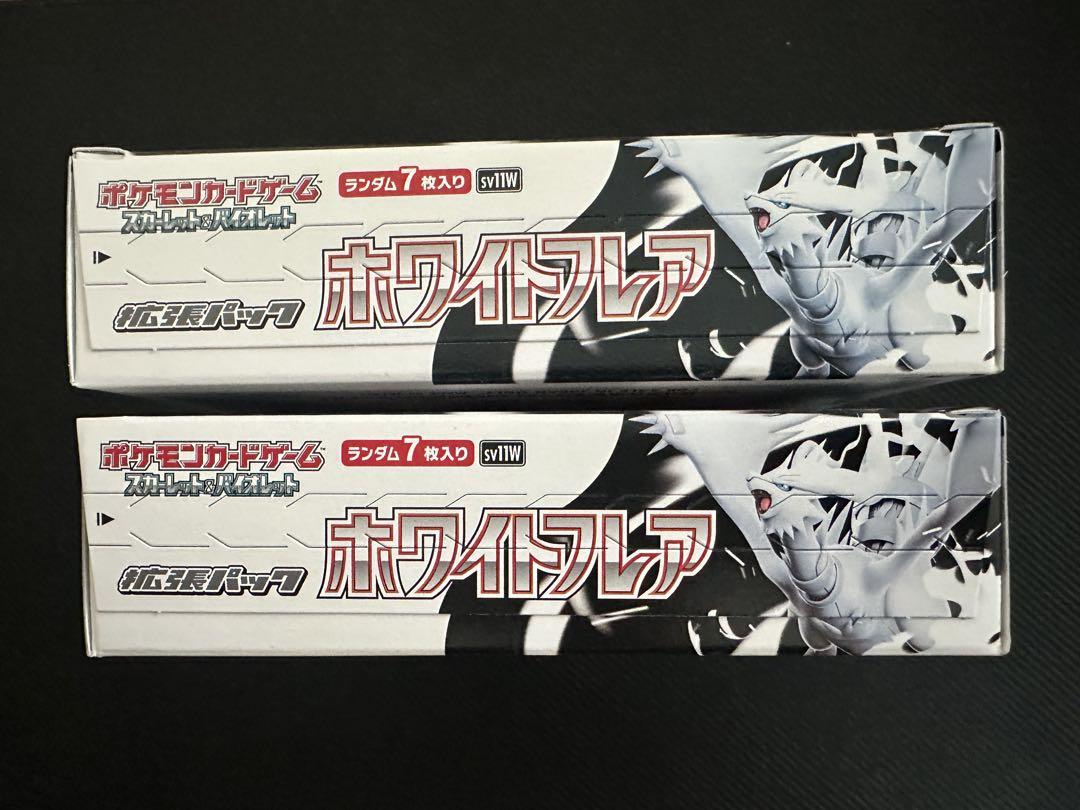 ポケモンカードゲーム
スカーレット&バイオレット
ランダム7枚入り sv11W
拡張パック
ホワイトフレア
ポケモンカードゲーム
スカーレット&バイオレット
ランダム7枚入り sv11W
拡張パック
ホワイトフレア